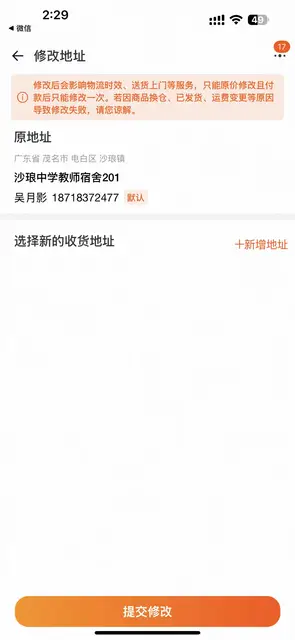 2:29
49
◀ 微信
17
← 修改地址
修改后会影响物流时效、送货上门等服务，只能原价修改且付
款后只能修改一次。若因商品换仓、已发货、运费变更等原因
导致修改失败，请您谅解。
原地址
广东省 茂名市 电白区 沙琅镇
沙琅中学教师宿舍201
吴月影 18718372477 默认
选择新的收货地址
＋新增地址
提交修改